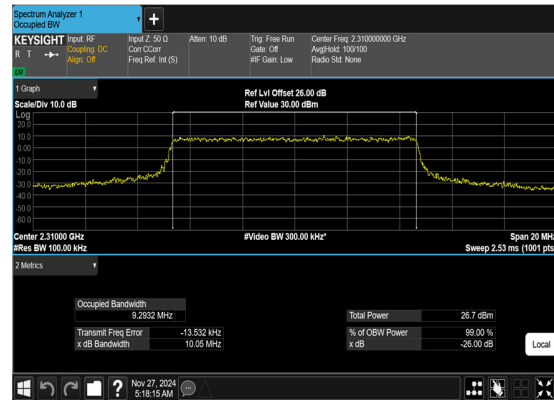 Spectrum Analyzer 1
Occupied BW
+
KEYSIGHT
R T
Input: RF
Coupling: DC
Align: Off
Input Z: 50 Ω
Corr CCorr
Freq Ref: Int (S)
Atten: 10 dB
Trig: Free Run
Gate: Off
#IF Gain: Low
Center Freq: 2.310000000 GHz
Avg|Hold: 100/100
Radio Std: None
1 Graph
Scale/Div 10.0 dB
Ref Lvl Offset 26.00 dB
Ref Value 30.00 dBm
Log
20.0
10.0
0.00
-10.0
-20.0
-30.0
-40.0
-50.0
-60.0
Center 2.31000 GHz
#Video BW 300.00 kHz*
Span 20 MHz
#Res BW 100.00 kHz
Sweep 2.53 ms (1001 pts)
2 Metrics
Occupied Bandwidth
9.2932 MHz
Total Power 26.7 dBm
Transmit Freq Error -13.532 kHz
% of OBW Power 99.00 %
x dB Bandwidth 10.05 MHz
x dB -26.00 dB
Local
?
Nov 27, 2024
5:18:15 AM